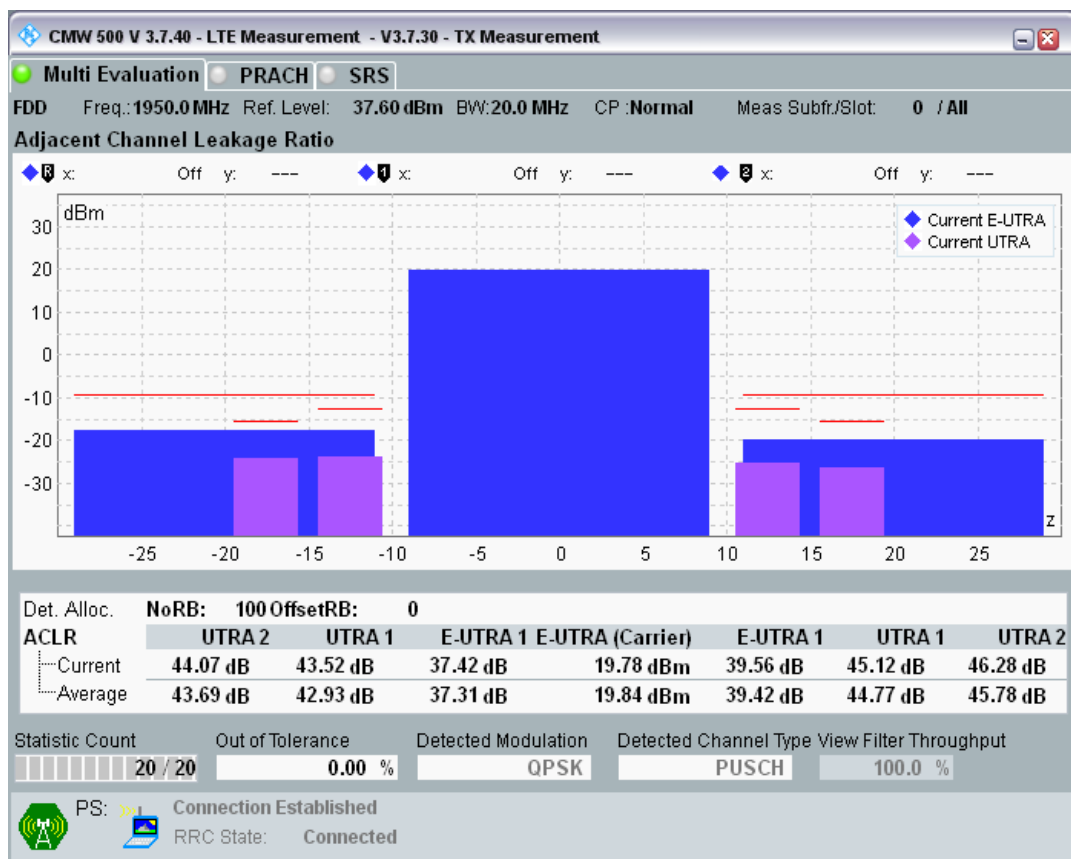 CMW 500 V 3.7.40 - LTE Measurement - V3.7.30 - TX Measurement
Multi Evaluation PRACH SRS
FDD Freq.: 1950.0 MHz Ref. Level: 37.60 dBm BW: 20.0 MHz CP :Normal Meas Subfr./Slot: 0 / All
Adjacent Channel Leakage Ratio
R x: Off y: --- 1 x: Off y: --- 2 x: Off y: ---
dBm
Current E-UTRA
Current UTRA
30
20
10
0
-10
-20
-30
z
-25 -20 -15 -10 -5 0 5 10 15 20 25
Det. Alloc. NoRB: 100 OffsetRB: 0
ACLR UTRA 2 UTRA 1 E-UTRA 1 E-UTRA (Carrier) E-UTRA 1 UTRA 1 UTRA 2
Current 44.07 dB 43.52 dB 37.42 dB 19.78 dBm 39.56 dB 45.12 dB 46.28 dB
Average 43.69 dB 42.93 dB 37.31 dB 19.84 dBm 39.42 dB 44.77 dB 45.78 dB
Statistic Count Out of Tolerance Detected Modulation Detected Channel Type View Filter Throughput
20 / 20 0.00 % QPSK PUSCH 100.0 %
PS: Connection Established
RRC State: Connected